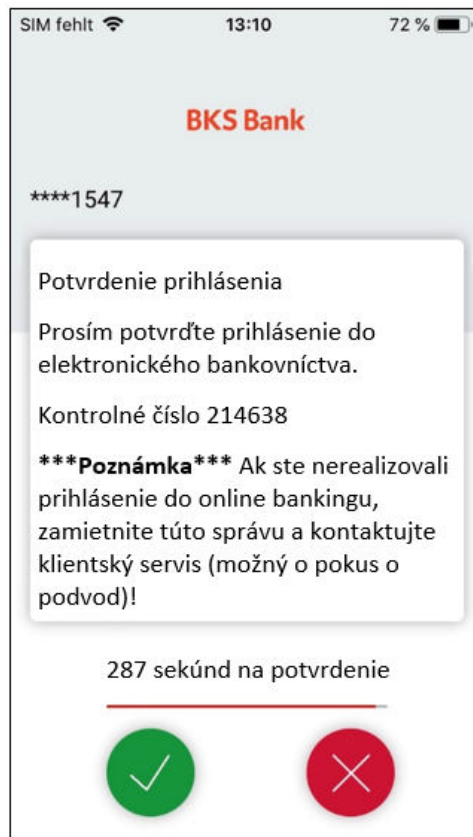 SIM fehlt 13:10 72 %
BKS Bank
****1547
Potvrdenie prihlásenia
Prosím potvrďte prihlásenie do
elektronického bankovníctva.
Kontrolné číslo 214638
***Poznámka*** Ak ste nerealizovali
prihlásenie do online bankingu,
zamietnite túto správu a kontaktujte
klientský servis (možný o pokus o
podvod)!
287 sekúnd na potvrdenie